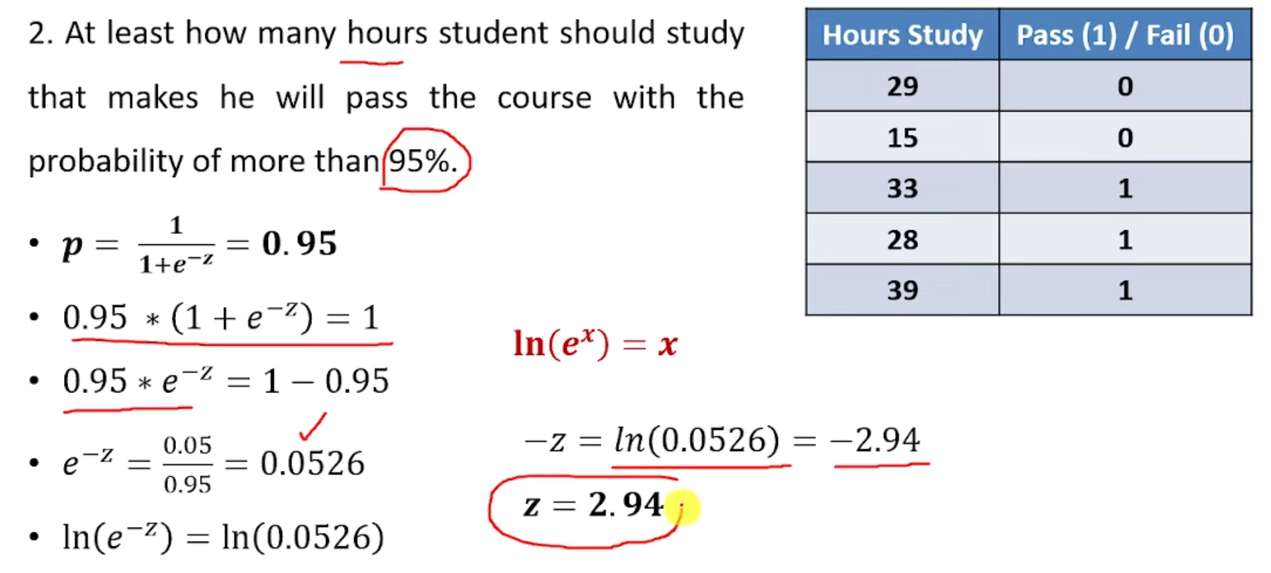 2. At least how many hours student should study
that makes he will pass the course with the
probability of more than 95%.
• p = 1/(1+e^−z) = 0.95
• 0.95 ∗ (1 + e^−z) = 1
• 0.95 ∗ e^−z = 1 − 0.95
• e^−z = 0.05/0.95 = 0.0526
• ln(e^−z) = ln(0.0526)
ln(e^x) = x
−z = ln(0.0526) = −2.94
z = 2.94
Hours Study Pass (1) / Fail (0)
29 0
15 0
33 1
28 1
39 1